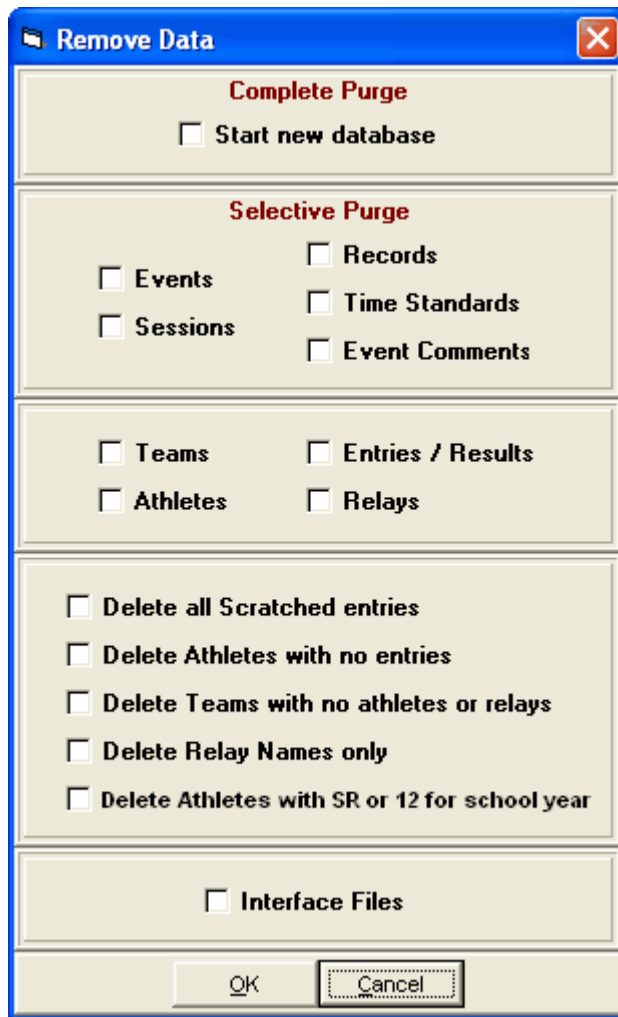 Remove Data
Complete Purge
Start new database
Selective Purge
Events
Sessions
Records
Time Standards
Event Comments
Teams
Athletes
Entries / Results
Relays
Delete all Scratched entries
Delete Athletes with no entries
Delete Teams with no athletes or relays
Delete Relay Names only
Delete Athletes with SR or 12 for school year
Interface Files
OK
Cancel